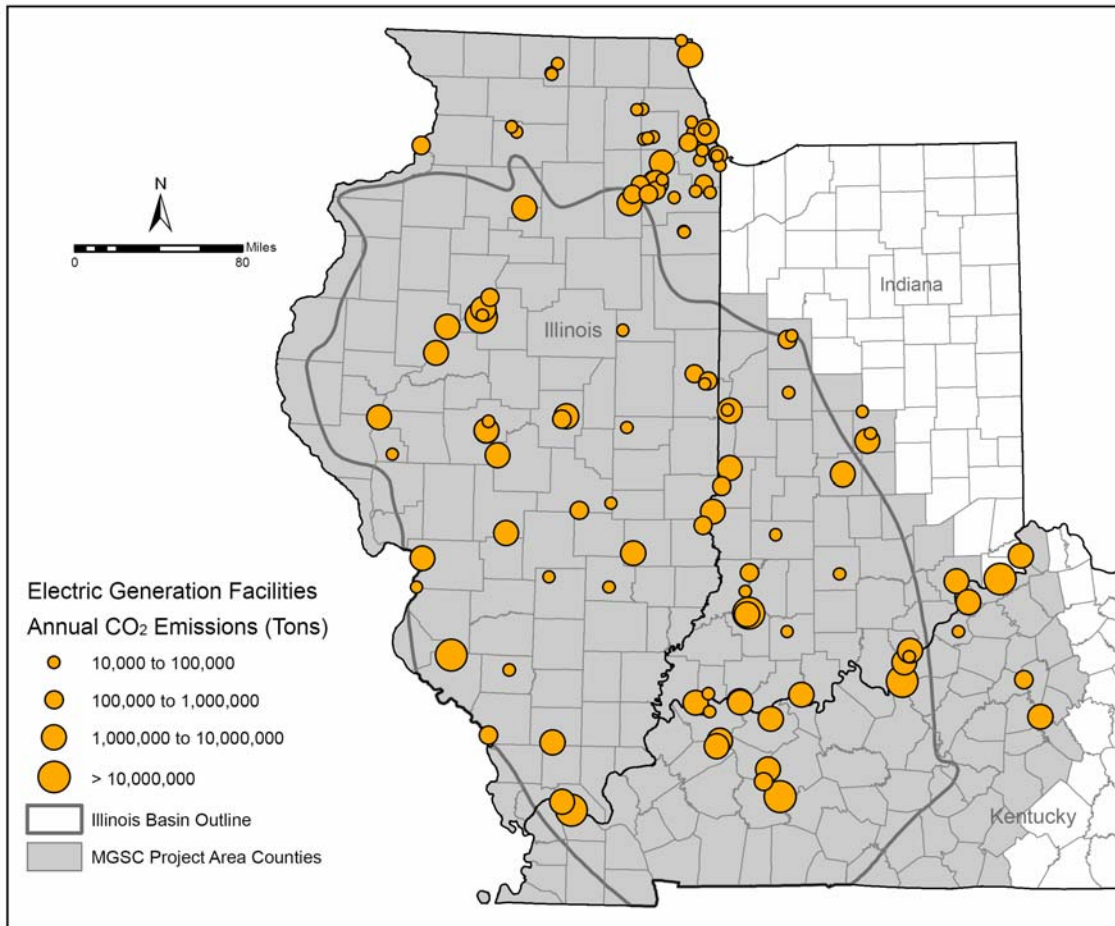 N
Miles
0
80
Illinois
Indiana
Kentucky
Electric Generation Facilities
Annual CO₂ Emissions (Tons)
10,000 to 100,000
100,000 to 1,000,000
1,000,000 to 10,000,000
> 10,000,000
Illinois Basin Outline
MGSC Project Area Counties